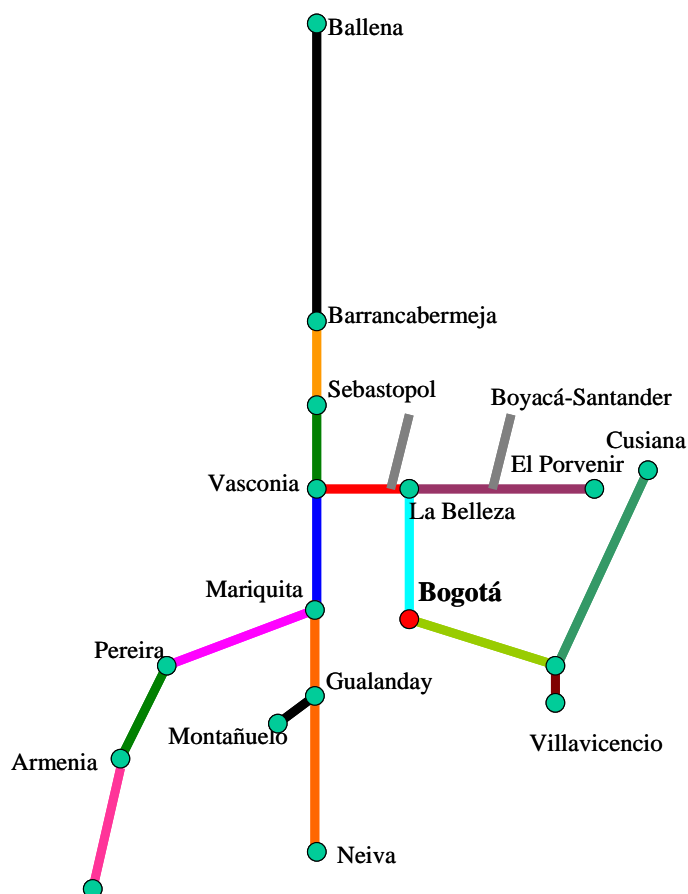 Ballena
Barrancabermeja
Sebastopol
Boyacá-Santander
Cusiana
El Porvenir
Vasconia
La Belleza
Mariquita
Bogotá
Pereira
Gualanday
Montañuelo
Villavicencio
Armenia
Neiva